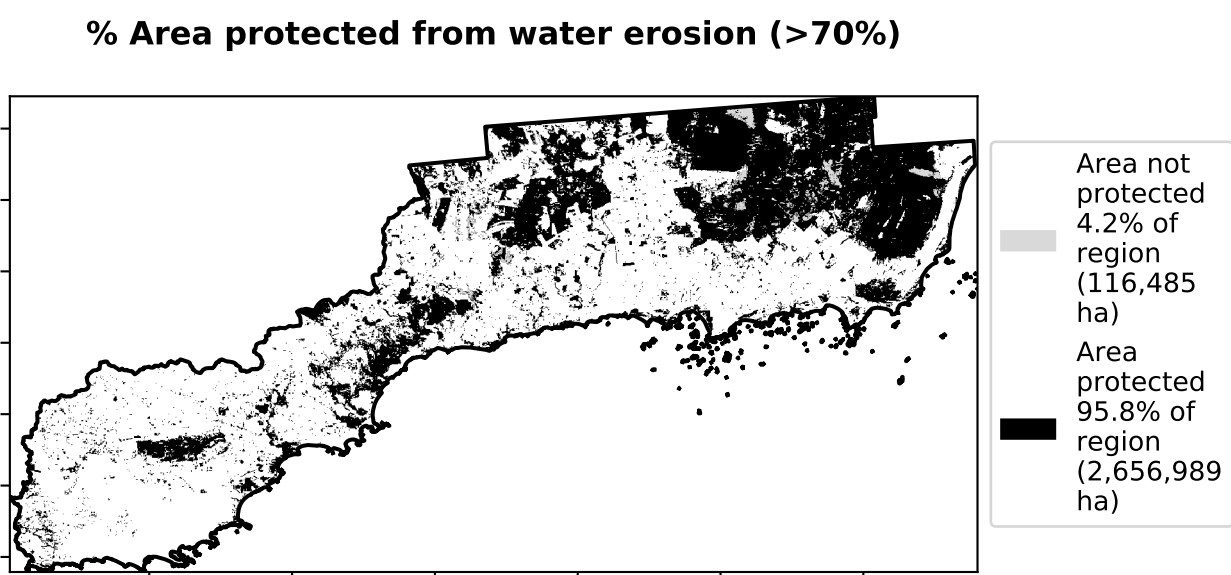 % Area protected from water erosion (>70%)
Area not
protected
4.2% of
region
(116,485
ha)
Area
protected
95.8% of
region
(2,656,989
ha)